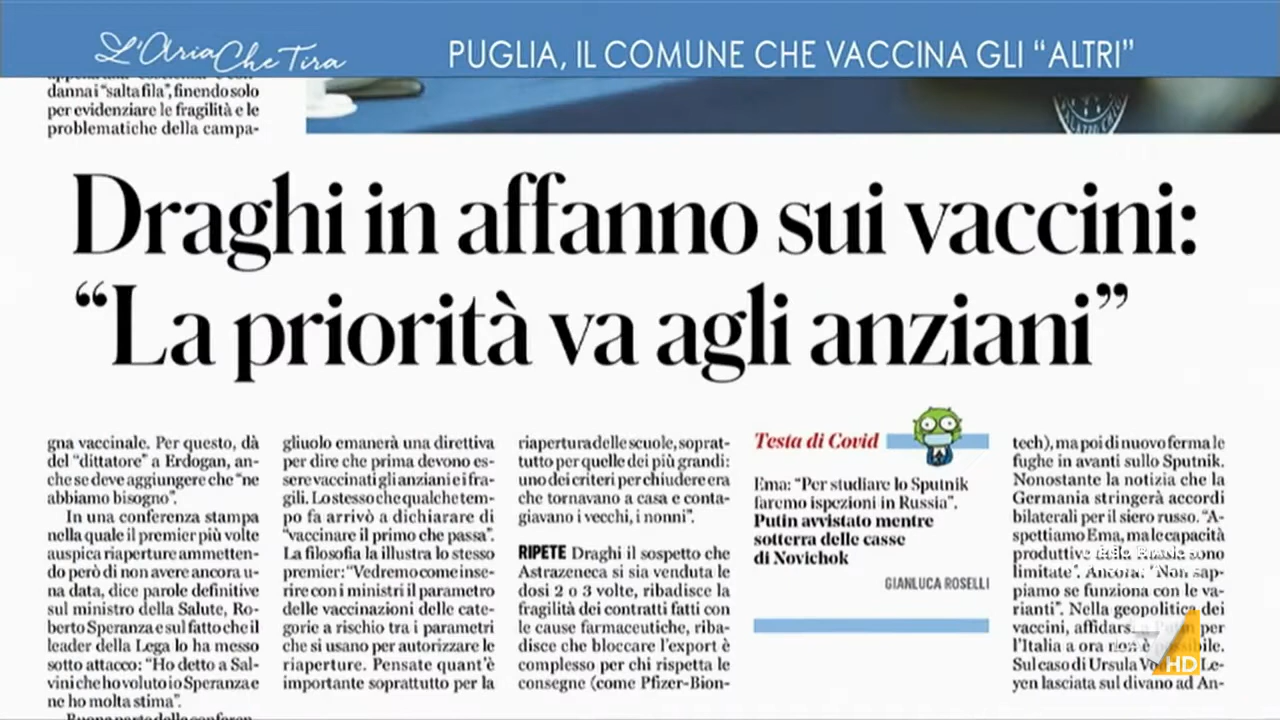 L'Aria Che Tira
PUGLIA, IL COMUNE CHE VACCINA GLI “ALTRI”
danna i “salta fila”, finendo solo
per evidenziare le fragilità e le
problematiche della campa-
Draghi in affanno sui vaccini:
“La priorità va agli anziani”
gna vaccinale. Per questo, dà
del “dittatore” a Erdogan, an-
che se deve aggiungere che “ne
abbiamo bisogno”.
In una conferenza stampa
nella quale il premier più volte
auspica riaperture ammetten-
do però di non avere ancora u-
na data, dice parole definitive
sul ministro della Salute, Ro-
berto Speranza e sul fatto che il
leader della Lega lo ha messo
sotto attacco: “Ho detto a Sal-
vini che ho voluto io Speranza e
ne ho molta stima”.
Buona parte della conferen-
gliuolo emanerà una direttiva
per dire che prima devono es-
sere vaccinati gli anziani e i fra-
gili. Lo stesso che qualche tem-
po fa arrivò a dichiarare di
“vaccinare il primo che passa”.
La filosofia la illustra lo stesso
premier: “Vedremo come inse-
rire con i ministri il parametro
delle vaccinazioni delle cate-
gorie a rischio tra i parametri
che si usano per autorizzare le
riaperture. Pensate quant'è
importante soprattutto per la
riapertura delle scuole, soprat-
tutto per quelle dei più grandi:
uno dei criteri per chiudere era
che tornavano a casa e conta-
giavano i vecchi, i nonni”.
RIPETE Draghi il sospetto che
Astrazeneca si sia venduta le
dosi 2 o 3 volte, ribadisce la
fragilità dei contratti fatti con
le cause farmaceutiche, riba-
disce che bloccare l'export è
complesso per chi rispetta le
consegne (come Pfizer-Bion-
Testa di Covid
Ema: “Per studiare lo Sputnik
faremo ispezioni in Russia”.
Putin avvistato mentre
sotterra delle casse
di Novichok
GIANLUCA ROSELLI
tech), ma poi di nuovo ferma le
fughe in avanti sullo Sputnik.
Nonostante la notizia che la
Germania stringerà accordi
bilaterali per il siero russo. “A-
spettiamo Ema, ma le capacità
produttive sono
limitate”. Ancora: “Non sap-
piamo se funziona con le va-
rianti”. Nella geopolitica dei
vaccini, affidarsi per
l'Italia a ora non è possibile.
Sul caso di Ursula Von Le-
yen lasciata sul divano ad An-
7
HD